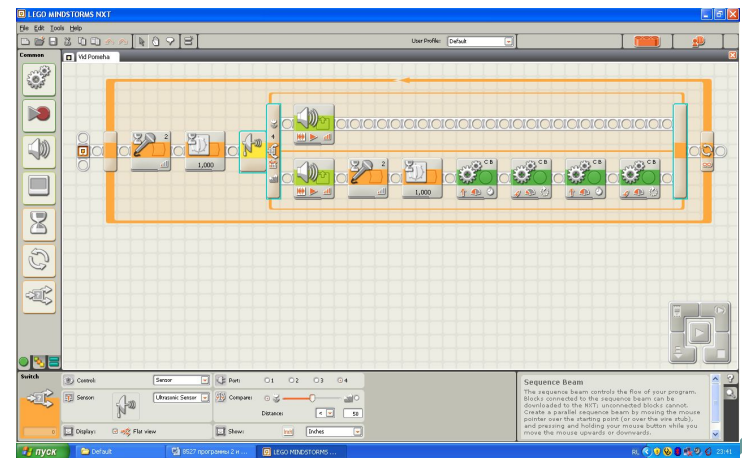 LEGO MINDSTORMS NXT
File Edit Tools Help
User Profile: Default
Common
Vid Pomeha
2
4
1,000
C B
C B
C B
C B
2
1,000
Switch
Control: Sensor
Port: 1 2 3 4
Sensor: Ultrasonic Sensor
Compare:
Distance: < 50
Display: Flat view
Show: Inches
Sequence Beam
The sequence beam controls the flow of your program.
Blocks connected to the sequence beam can be
downloaded to the NXT; unconnected blocks cannot.
Create a parallel sequence beam by moving the mouse
pointer over the starting point (or over the wire stub),
and pressing and holding your mouse button while you
move the mouse upwards or downwards.
пуск
Default
8527 программы 2 и ...
LEGO MINDSTORMS ...
RL
23:41